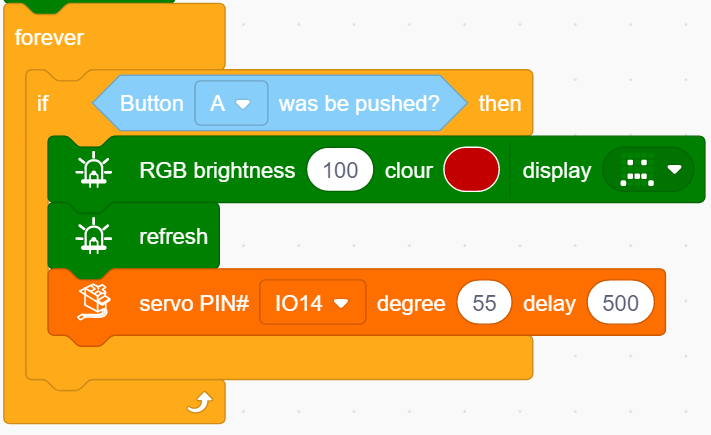 forever
if Button A was be pushed? then
RGB brightness 100 clour display
refresh
servo PIN# IO14 degree 55 delay 500